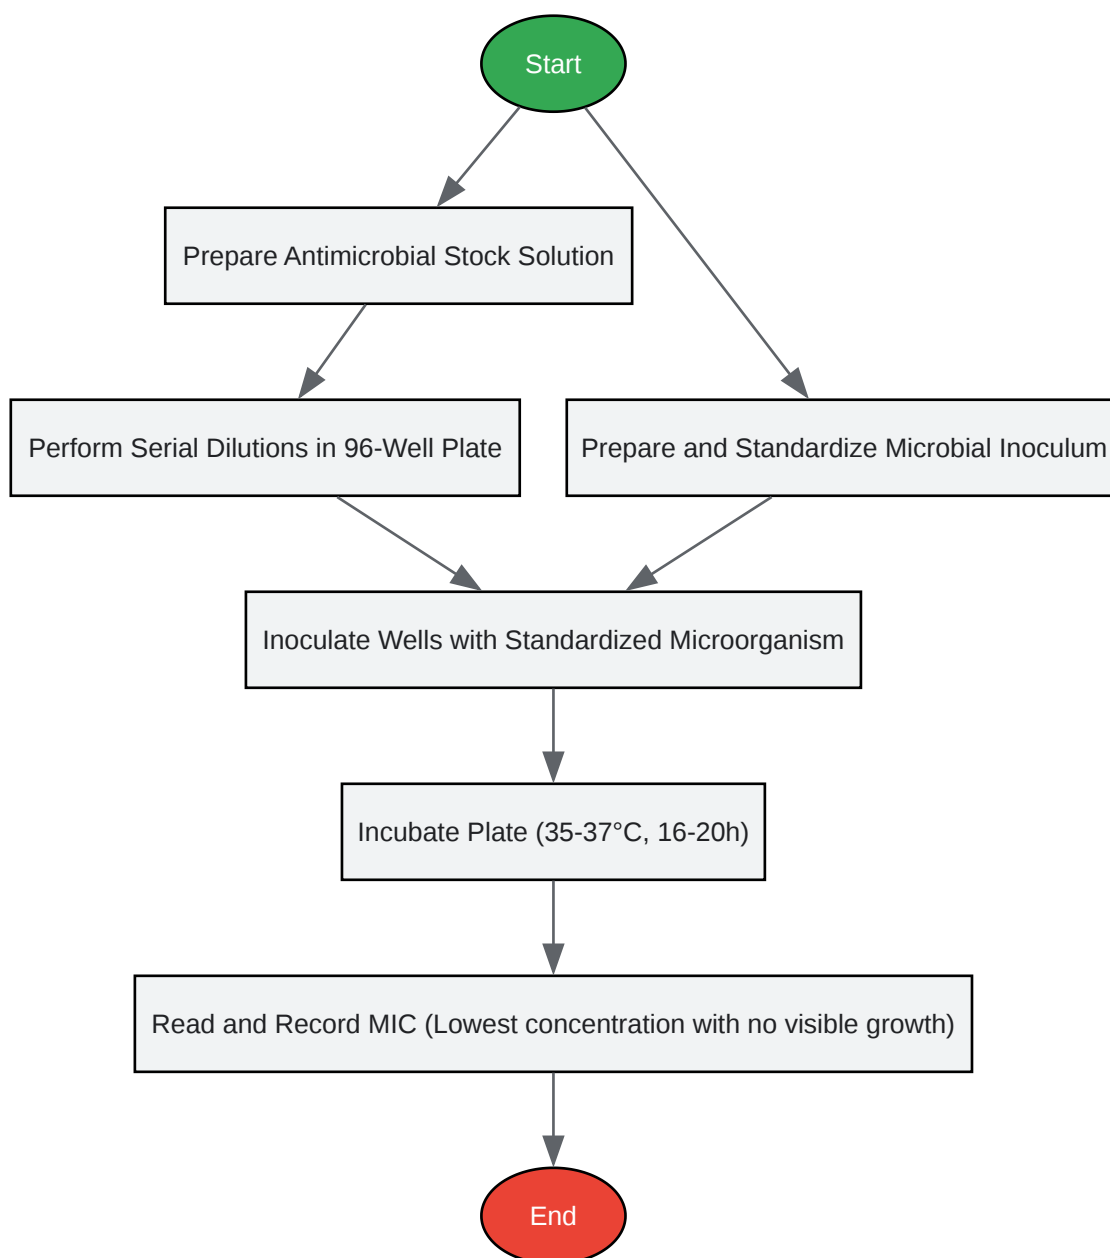 Start
Prepare Antimicrobial Stock Solution
Perform Serial Dilutions in 96-Well Plate
Prepare and Standardize Microbial Inoculum
Inoculate Wells with Standardized Microorganism
Incubate Plate (35-37°C, 16-20h)
Read and Record MIC (Lowest concentration with no visible growth)
End